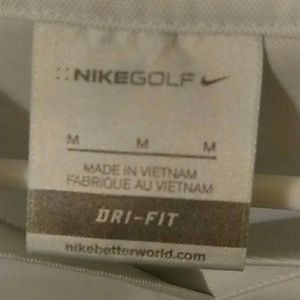 NIKEGOLF
M M M
MADE IN VIETNAM
FABRIQUE AU VIETNAM
DRI-FIT
nikebetterworld.com